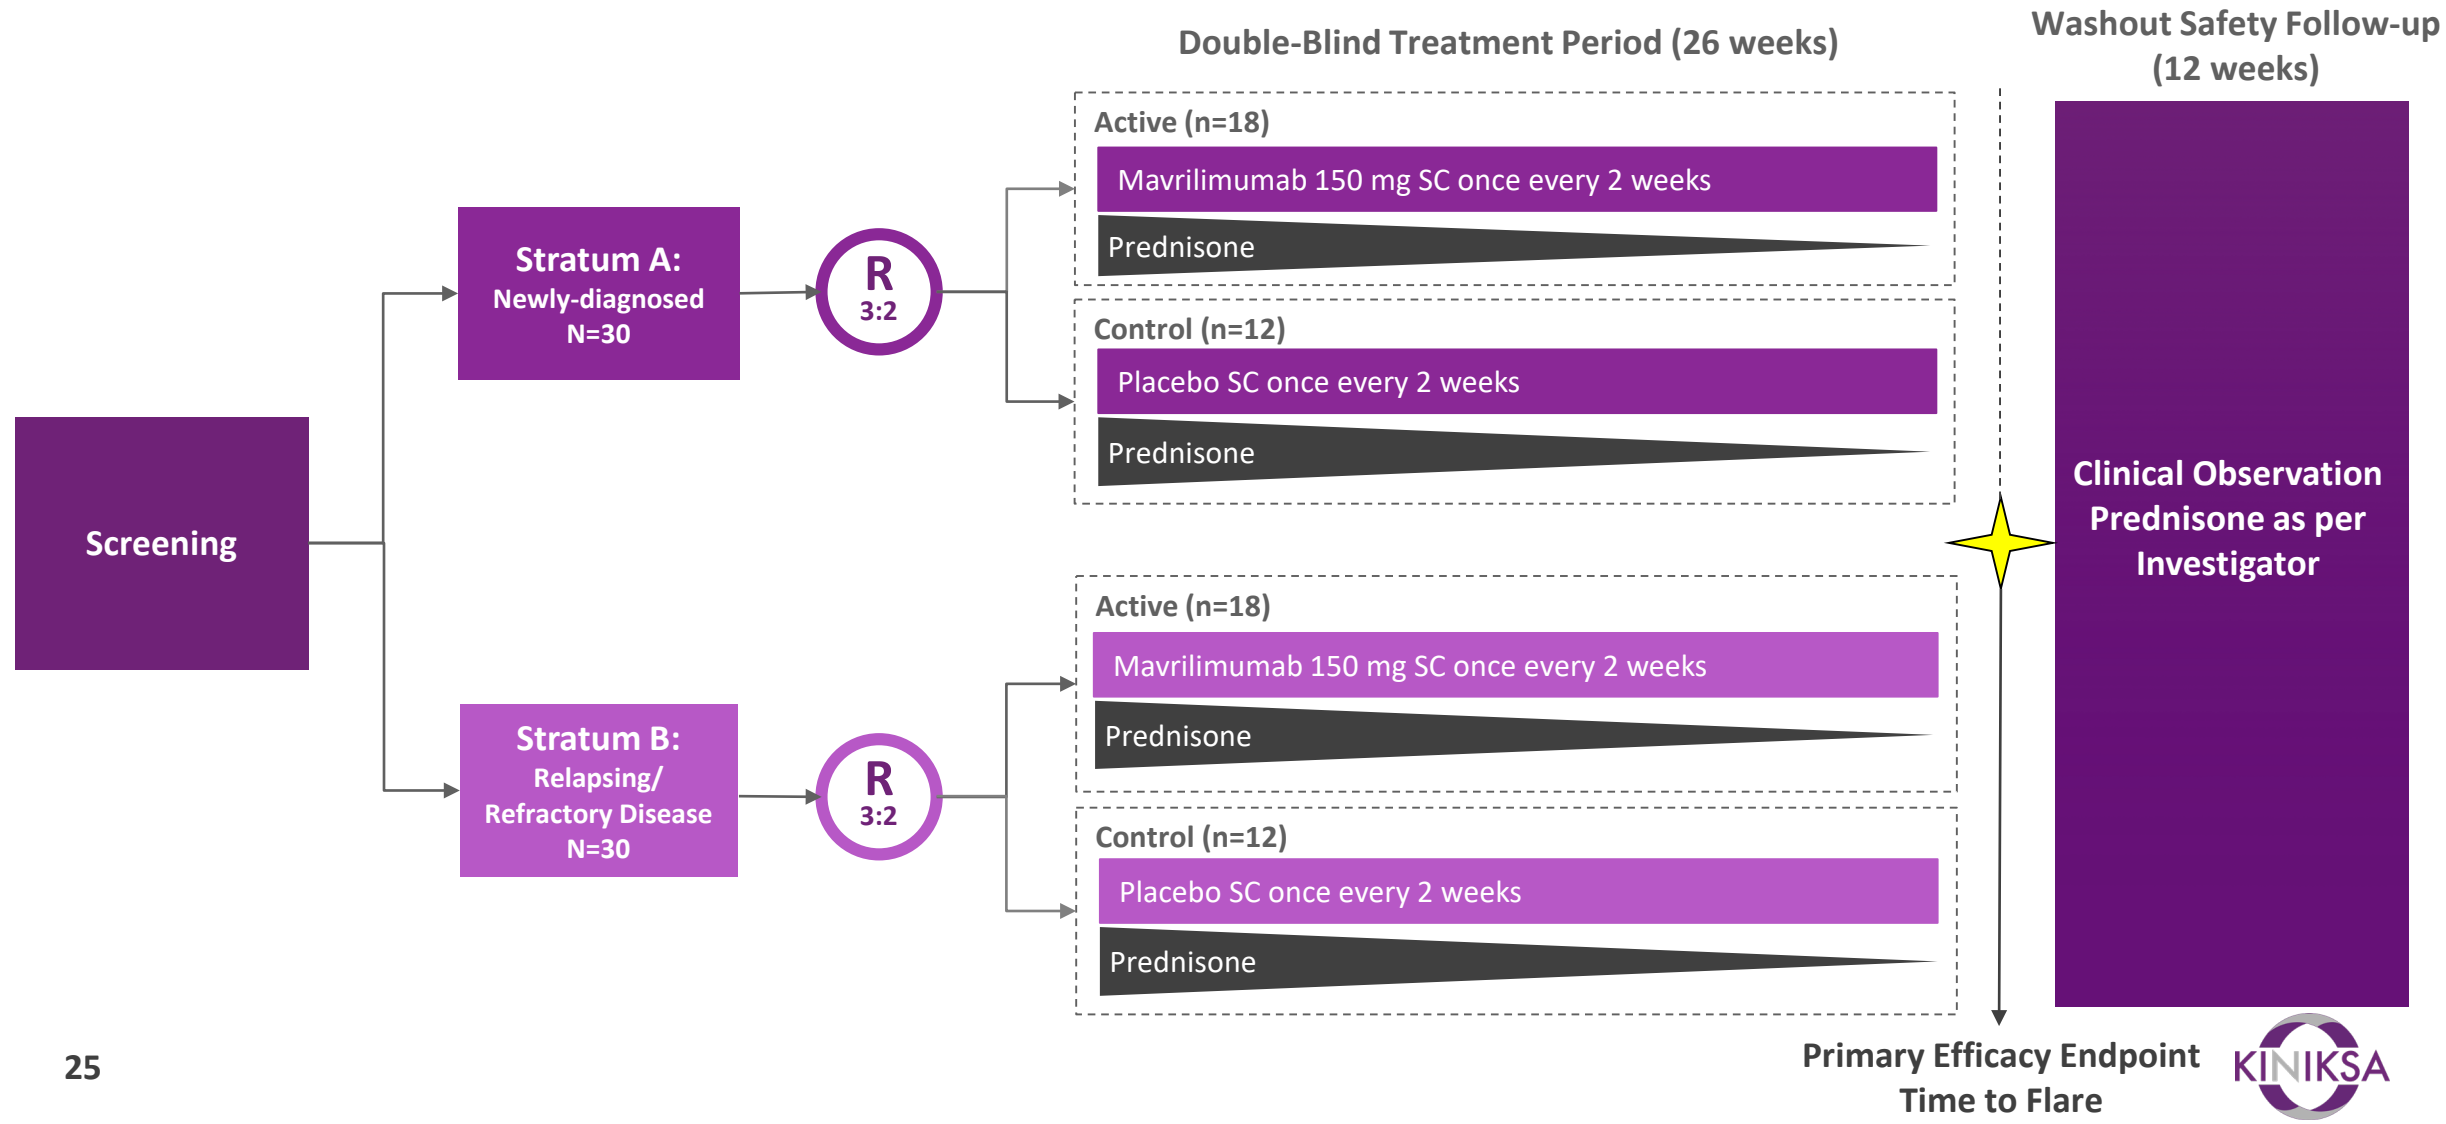 Double-Blind Treatment Period (26 weeks)
Washout Safety Follow-up
(12 weeks)
Screening
Stratum A:
Newly-diagnosed
N=30
R
3:2
Active (n=18)
Mavrilimumab 150 mg SC once every 2 weeks
Prednisone
Control (n=12)
Placebo SC once every 2 weeks
Prednisone
Stratum B:
Relapsing/
Refractory Disease
N=30
R
3:2
Active (n=18)
Mavrilimumab 150 mg SC once every 2 weeks
Prednisone
Control (n=12)
Placebo SC once every 2 weeks
Prednisone
Clinical Observation
Prednisone as per
Investigator
Primary Efficacy Endpoint
Time to Flare
25
KINIKSA